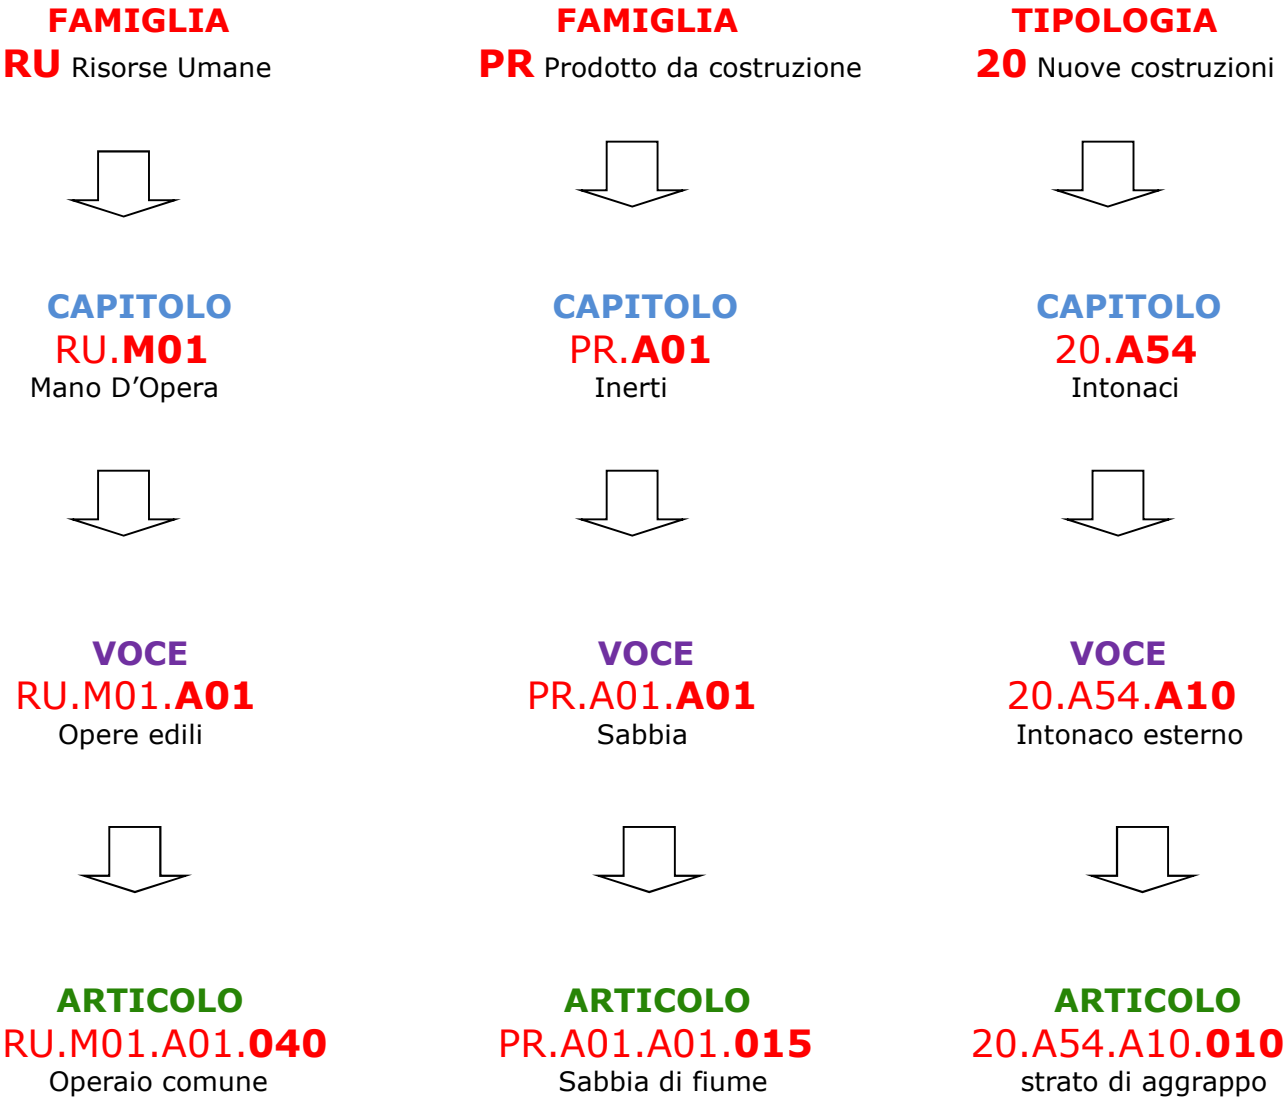 FAMIGLIA
RU Risorse Umane
FAMIGLIA
PR Prodotto da costruzione
TIPOLOGIA
20 Nuove costruzioni
CAPITOLO
RU.M01
Mano D’Opera
CAPITOLO
PR.A01
Inerti
CAPITOLO
20.A54
Intonaci
VOCE
RU.M01.A01
Opere edili
VOCE
PR.A01.A01
Sabbia
VOCE
20.A54.A10
Intonaco esterno
ARTICOLO
RU.M01.A01.040
Operaio comune
ARTICOLO
PR.A01.A01.015
Sabbia di fiume
ARTICOLO
20.A54.A10.010
strato di aggrappo